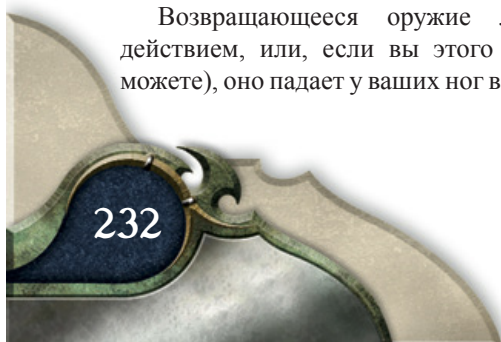 Возвращающееся оружие
действием, или, если вы этого
можете), оно падает у ваших ног в
232